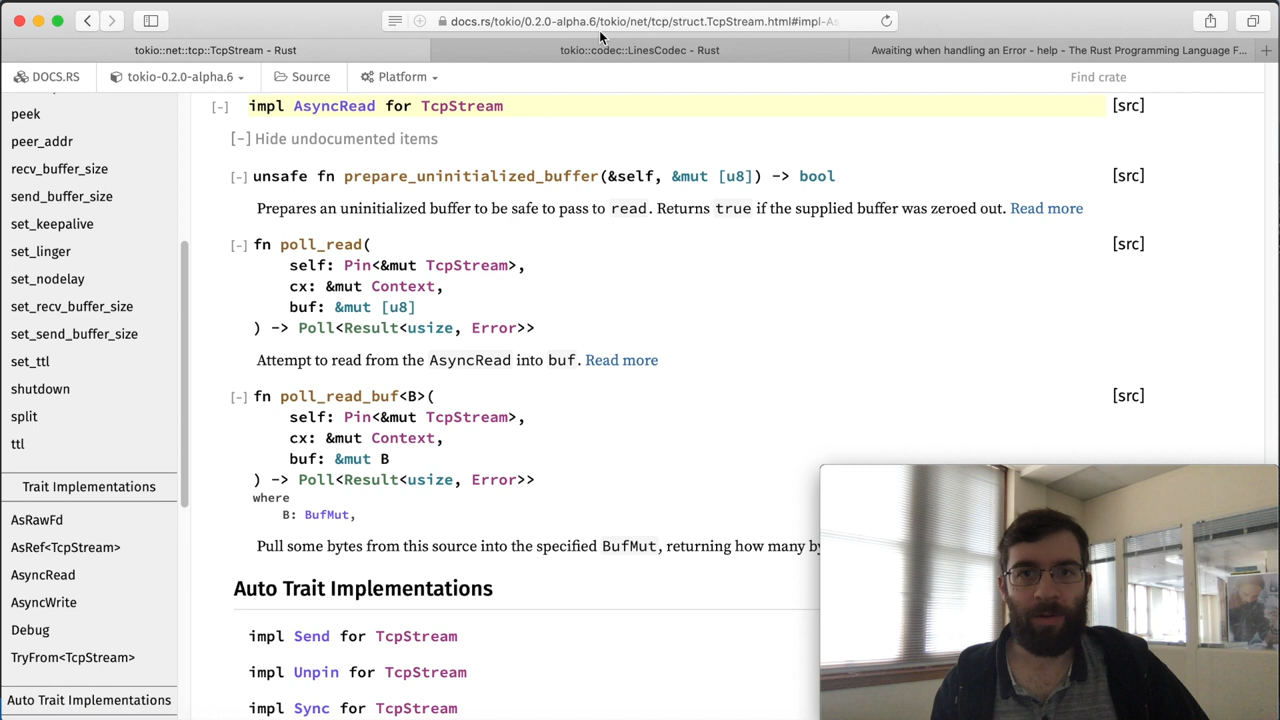 docs.rs/tokio/0.2.0-alpha.6/tokio/net/tcp/struct.TcpStream.html#impl-As
tokio::net::tcp::TcpStream - Rust
tokio::codec::LinesCodec - Rust
Awaiting when handling an Error - help - The Rust Programming Language F...
DOCS.RS
tokio-0.2.0-alpha.6
Source
Platform
Find crate
peek
peer_addr
recv_buffer_size
send_buffer_size
set_keepalive
set_linger
set_nodelay
set_recv_buffer_size
set_send_buffer_size
set_ttl
shutdown
split
ttl
Trait Implementations
AsRawFd
AsRef<TcpStream>
AsyncRead
AsyncWrite
Debug
TryFrom<TcpStream>
Auto Trait Implementations
[-] impl AsyncRead for TcpStream [src]
[-] Hide undocumented items
[-] unsafe fn prepare_uninitialized_buffer(&self, &mut [u8]) -> bool [src]
Prepares an uninitialized buffer to be safe to pass to read. Returns true if the supplied buffer was zeroed out. Read more
[-] fn poll_read( [src]
self: Pin<&mut TcpStream>,
cx: &mut Context,
buf: &mut [u8]
) -> Poll<Result<usize, Error>>
Attempt to read from the AsyncRead into buf. Read more
[-] fn poll_read_buf<B>( [src]
self: Pin<&mut TcpStream>,
cx: &mut Context,
buf: &mut B
) -> Poll<Result<usize, Error>>
where
B: BufMut,
Pull some bytes from this source into the specified BufMut, returning how many by
Auto Trait Implementations
impl Send for TcpStream
impl Unpin for TcpStream
impl Sync for TcpStream